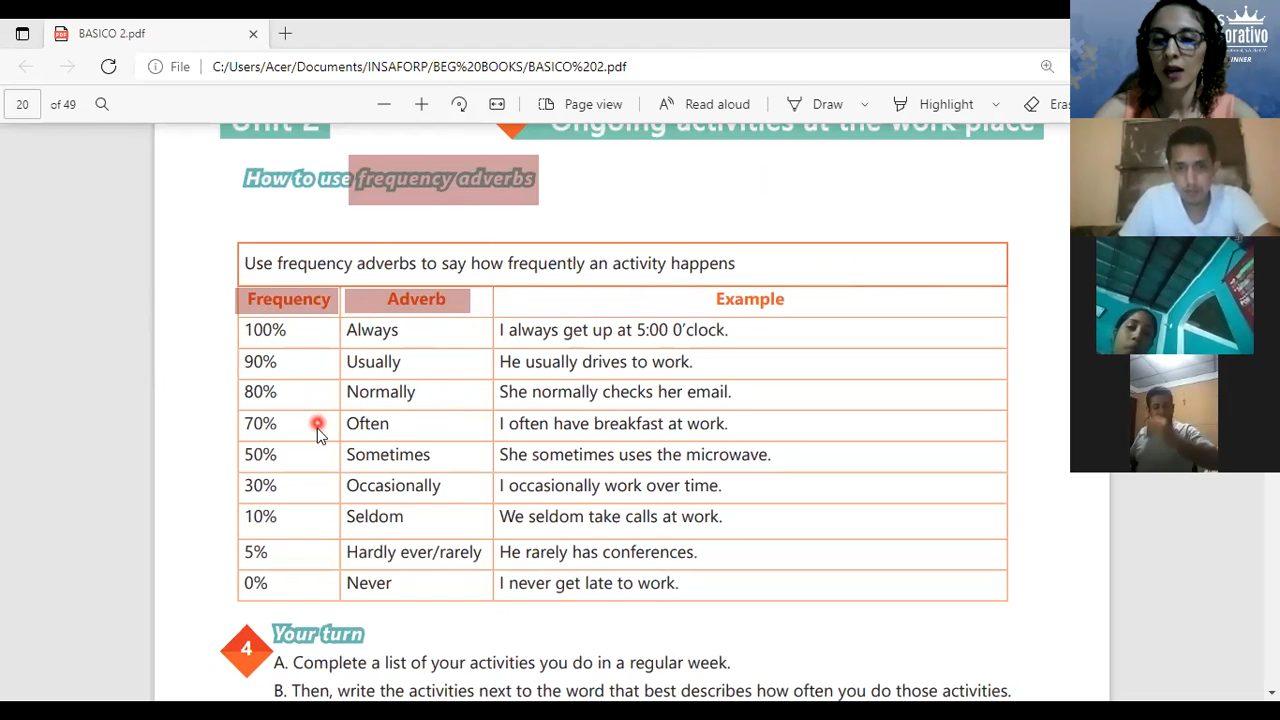 BASICO 2.pdf
File C:/Users/Acer/Documents/INSAFORP/BEG%20BOOKS/BASICO%202.pdf
20 of 49 Page view Read aloud Draw Highlight
Unit 2 Ongoing activities at the work place
How to use frequency adverbs
Use frequency adverbs to say how frequently an activity happens
Frequency Adverb Example
100% Always I always get up at 5:00 0'clock.
90% Usually He usually drives to work.
80% Normally She normally checks her email.
70% Often I often have breakfast at work.
50% Sometimes She sometimes uses the microwave.
30% Occasionally I occasionally work over time.
10% Seldom We seldom take calls at work.
5% Hardly ever/rarely He rarely has conferences.
0% Never I never get late to work.
4 Your turn
A. Complete a list of your activities you do in a regular week.
B. Then, write the activities next to the word that best describes how often you do those activities.
INNER